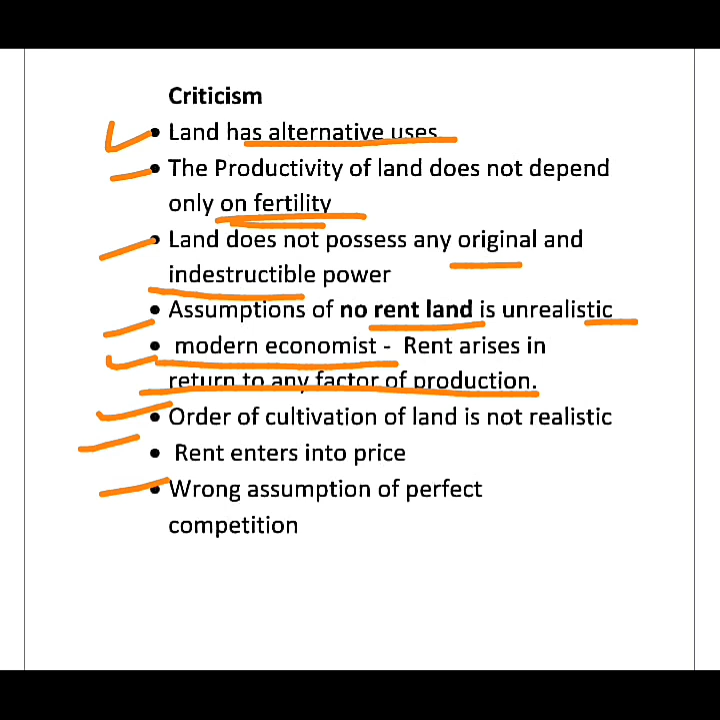 Criticism
• Land has alternative uses
• The Productivity of land does not depend
only on fertility
• Land does not possess any original and
indestructible power
• Assumptions of no rent land is unrealistic
• modern economist - Rent arises in
return to any factor of production.
• Order of cultivation of land is not realistic
• Rent enters into price
• Wrong assumption of perfect
competition